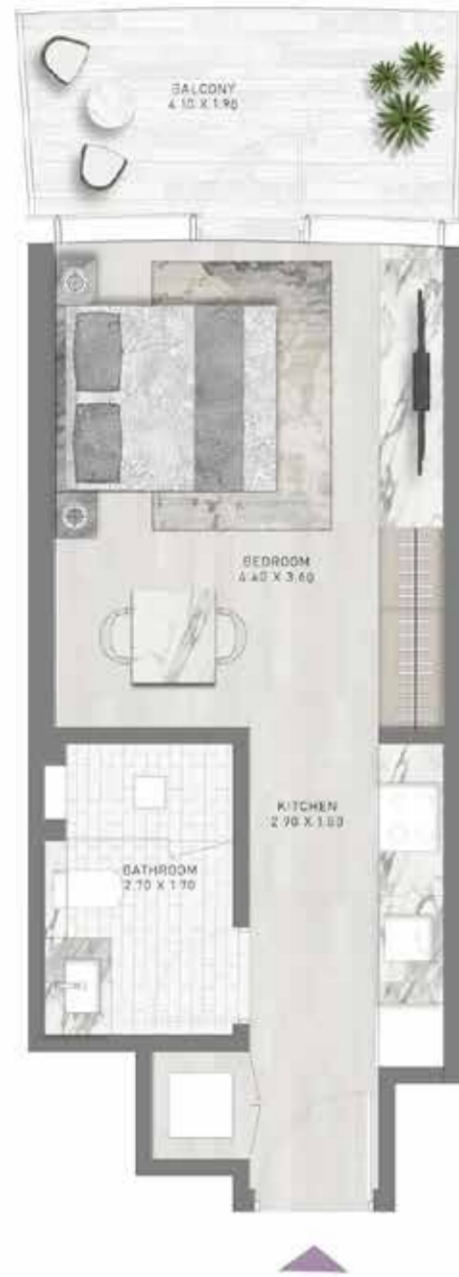 BALCONY
4.10 X 1.90
BEDROOM
4.40 X 3.60
KITCHEN
2.90 X 1.80
BATHROOM
2.70 X 1.70